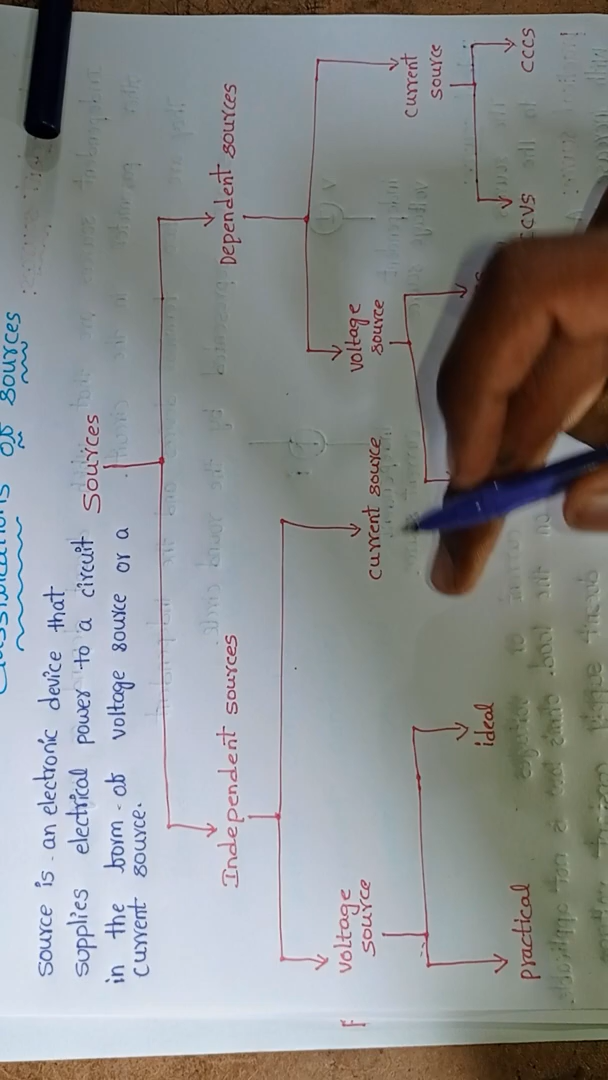 of sources
source is - an electronic device that
supplies electrical power to a circuit
in the form of voltage source or a
current source.
Sources
Independent sources
Dependent sources
voltage
source
current source
voltage
source
current
source
practical
ideal
CCVS
CCCS